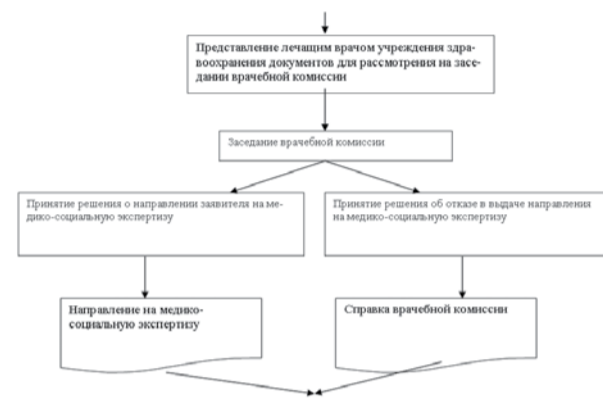 Представление лечащим врачом учреждения здра-
воохранения документов для рассмотрения на засе-
дании врачебной комиссии
Заседание врачебной комиссии
Принятие решения о направлении заявителя на ме-
дико-социальную экспертизу
Принятие решения об отказе в выдаче направления
на медико-социальную экспертизу
Направление на медико-
социальную экспертизу
Справка врачебной комиссии